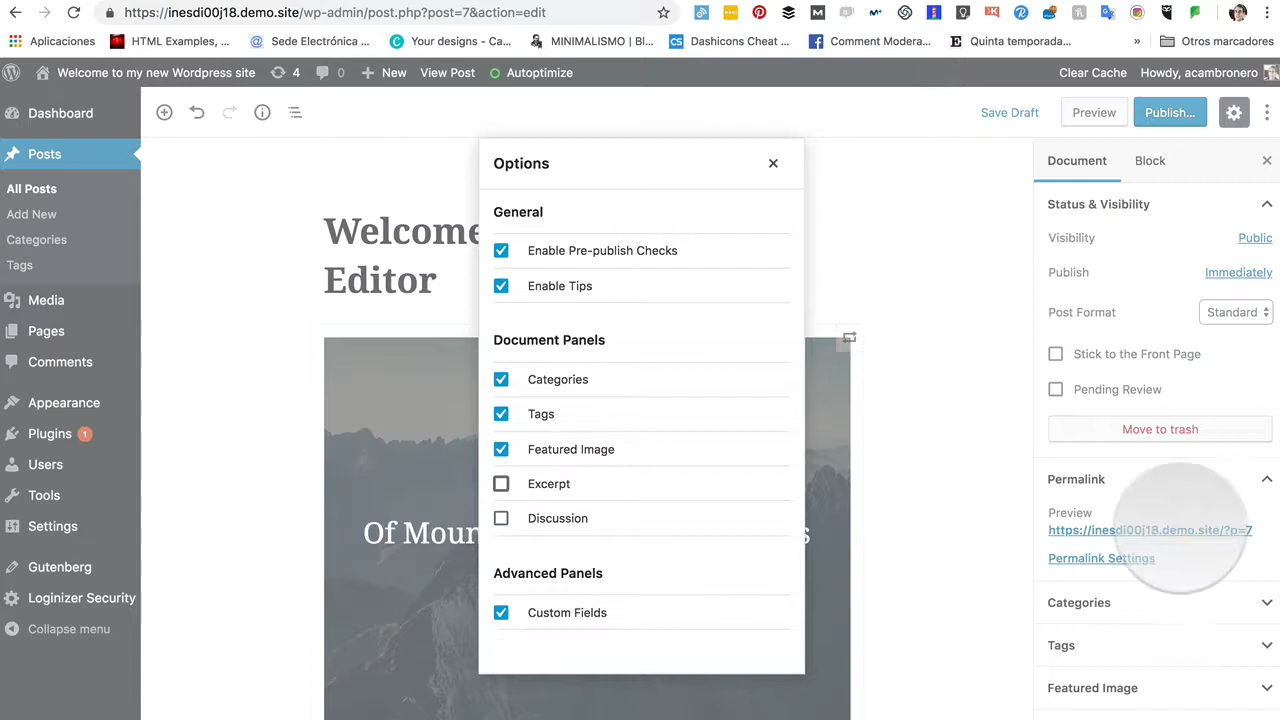 https://inesdi00j18.demo.site/wp-admin/post.php?post=7&action=edit
Aplicaciones
HTML Examples, ...
Sede Electrónica ...
Your designs - Ca...
MINIMALISMO | Bl...
CS Dashicons Cheat ...
Comment Modera...
Quinta temporada...
»
Otros marcadores
Welcome to my new Wordpress site
4
0
New
View Post
Autoptimize
Clear Cache
Howdy, acambronero
Dashboard
Posts
All Posts
Add New
Categories
Tags
Media
Pages
Comments
Appearance
Plugins 1
Users
Tools
Settings
Gutenberg
Loginizer Security
Collapse menu
Save Draft
Preview
Publish...
Welcome
Editor
Of Moun
s
Options
General
Enable Pre-publish Checks
Enable Tips
Document Panels
Categories
Tags
Featured Image
Excerpt
Discussion
Advanced Panels
Custom Fields
Document
Block
Status & Visibility
Visibility
Public
Publish
Immediately
Post Format
Standard
Stick to the Front Page
Pending Review
Move to trash
Permalink
Preview
https://inesdi00j18.demo.site/?p=7
Permalink Settings
Categories
Tags
Featured Image